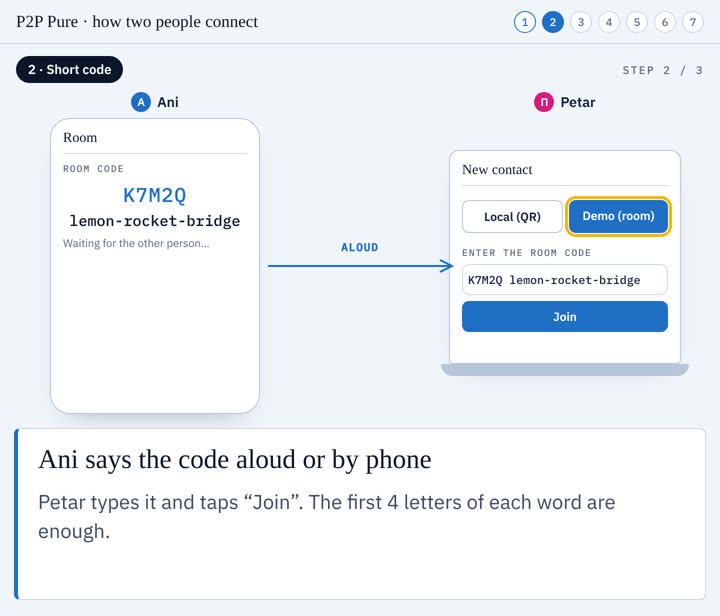 P2P Pure · how two people connect
1 2 3 4 5 6 7
2 · Short code
STEP 2 / 3
A Ani
П Petar
Room
ROOM CODE
K7M2Q
lemon-rocket-bridge
Waiting for the other person…
ALOUD
New contact
Local (QR)
Demo (room)
ENTER THE ROOM CODE
K7M2Q lemon-rocket-bridge
Join
Ani says the code aloud or by phone
Petar types it and taps “Join”. The first 4 letters of each word are
enough.